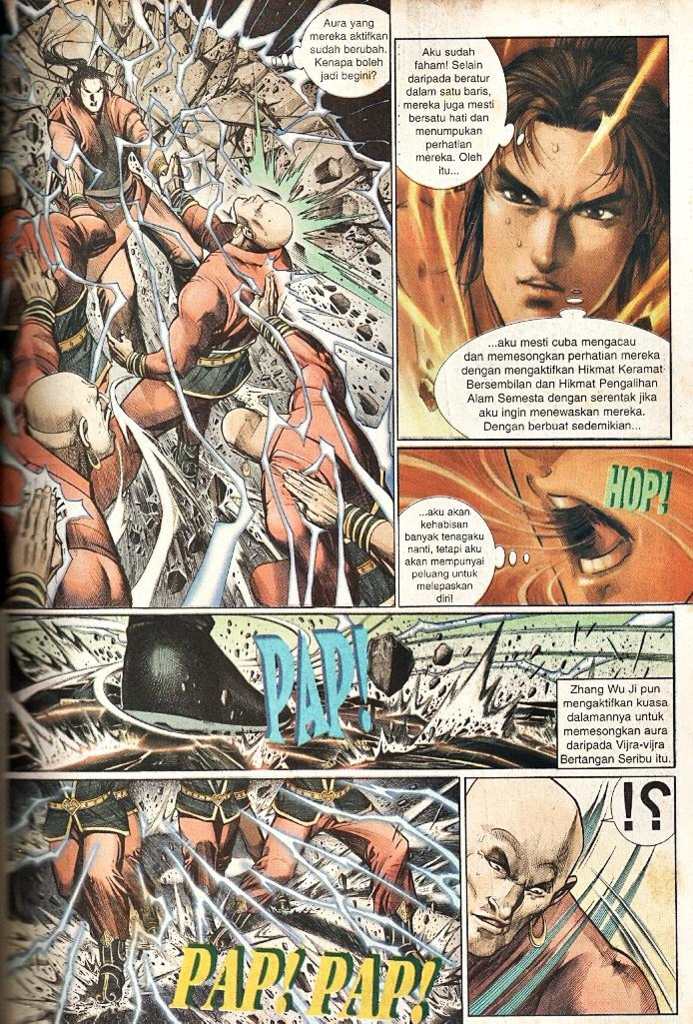 Aura yang
mereka aktifkan
sudah berubah.
Kenapa boleh
jadi begini?
Aku sudah
faham! Selain
daripada beratur
dalam satu baris,
mereka juga mesti
bersatu hati dan
menumpukan
perhatian
mereka. Oleh
itu...
...aku mesti cuba mengacau
dan memesongkan perhatian mereka
dengan mengaktifkan Hikmat Keramat
Bersembilan dan Hikmat Pengalihan
Alam Semesta dengan serentak jika
aku ingin menewaskan mereka.
Dengan berbuat sedemikian...
HOP!
...aku akan
kehabisan
banyak tenagaku
nanti, tetapi aku
akan mempunyai
peluang untuk
melepaskan
diri!
PAP!
Zhang Wu Ji pun
mengaktifkan kuasa
dalamannya untuk
memesongkan aura
daripada Vijra-vijra
Bertangan Seribu itu.
PAP! PAP!
!?